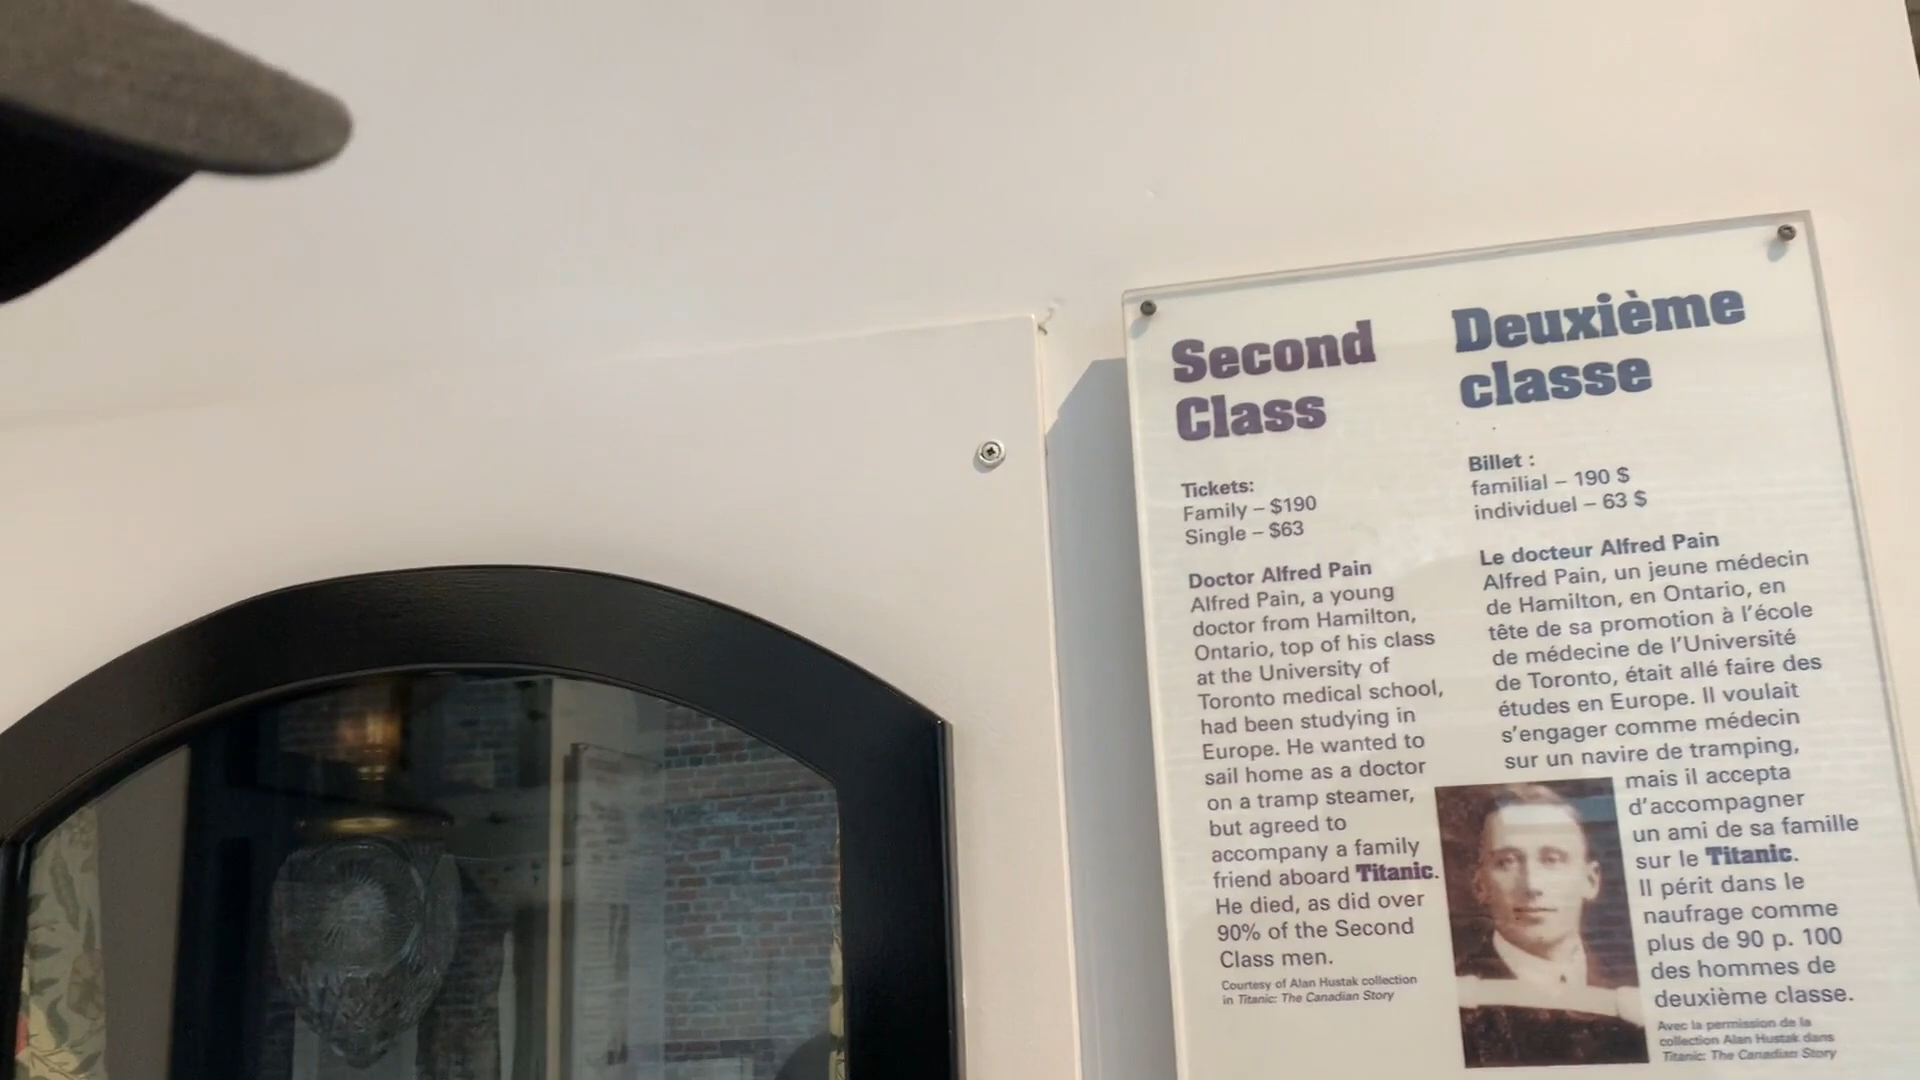 Second
Class
Tickets:
Family – $190
Single – $63
Doctor Alfred Pain
Alfred Pain, a young
doctor from Hamilton,
Ontario, top of his class
at the University of
Toronto medical school,
had been studying in
Europe. He wanted to
sail home as a doctor
on a tramp steamer,
but agreed to
accompany a family
friend aboard Titanic.
He died, as did over
90% of the Second
Class men.
Courtesy of Alan Hustak collection
in Titanic: The Canadian Story
Deuxième
classe
Billet :
familial – 190 $
individuel – 63 $
Le docteur Alfred Pain
Alfred Pain, un jeune médecin
de Hamilton, en Ontario, en
tête de sa promotion à l'école
de médecine de l'Université
de Toronto, était allé faire des
études en Europe. Il voulait
s'engager comme médecin
sur un navire de tramping,
mais il accepta
d'accompagner
un ami de sa famille
sur le Titanic.
Il périt dans le
naufrage comme
plus de 90 p. 100
des hommes de
deuxième classe.
Avec la permission de la
collection Alan Hustak dans
Titanic: The Canadian Story